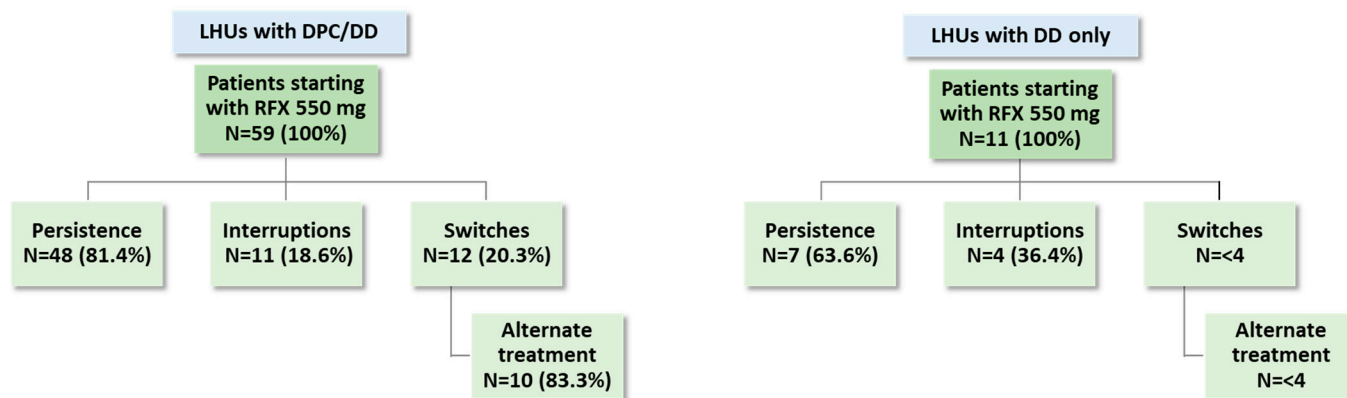 LHUs with DPC/DD
Patients starting
with RFX 550 mg
N=59 (100%)
Persistence
N=48 (81.4%)
Interruptions
N=11 (18.6%)
Switches
N=12 (20.3%)
Alternate
treatment
N=10 (83.3%)
LHUs with DD only
Patients starting
with RFX 550 mg
N=11 (100%)
Persistence
N=7 (63.6%)
Interruptions
N=4 (36.4%)
Switches
N=<4
Alternate
treatment
N=<4